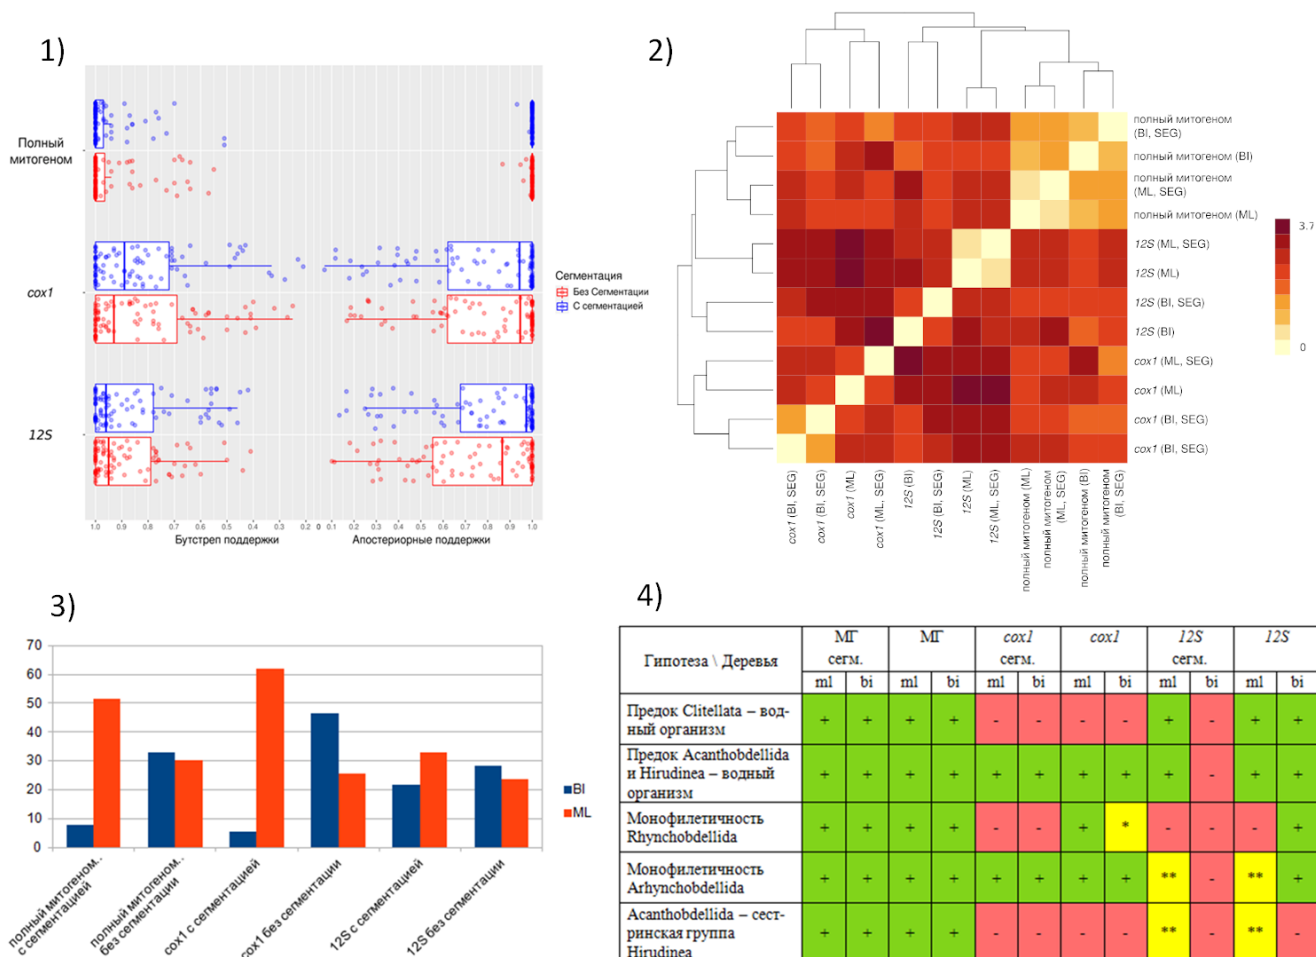 1)
Полный
митогеном
cox1
12S
1.0 0.9 0.8 0.7 0.6 0.5 0.4 0.3 0.2 0 0.1 0.2 0.3 0.4 0.5 0.6 0.7 0.8 0.9 1.0
Бутстреп поддержки Апостериорные поддержки
Сегментация
Без Сегментации
С сегментацией
2)
полный митогеном
(BI, SEG)
полный митогеном (BI)
полный митогеном
(ML, SEG)
полный митогеном (ML)
12S (ML, SEG)
12S (ML)
12S (BI, SEG)
12S (BI)
cox1 (ML, SEG)
cox1 (ML)
cox1 (BI, SEG)
cox1 (BI, SEG)
3.7
0
cox1 (BI, SEG)
cox1 (BI, SEG)
cox1 (ML)
cox1 (ML, SEG)
12S (BI)
12S (BI, SEG)
12S (ML)
12S (ML, SEG)
полный митогеном (ML)
полный митогеном
(ML, SEG)
полный митогеном (BI)
полный митогеном
(BI, SEG)
3)
70
60
50
40
30
20
10
0
полный митогеном..
с сегментацией
полный митогеном..
без сегментации
cox1 с сегментацией
cox1 без сегментации
12S с сегментацией
12S без сегментации
BI
ML
4)
Гипотеза \ Деревья
МГ МГ cox1 cox1 12S 12S
сегм. сегм. сегм.
ml bi ml bi ml bi ml bi ml bi ml bi
Предок Clitellata – вод-
ный организм
+ + + + - - - - + - + +
Предок Acanthobdellida
и Hirudinea – водный
организм
+ + + + + + + + + - + +
Монофилетичность
Rhynchobdellida
+ + + + - - + * - - - +
Монофилетичность
Arhynchobdellida
+ + + + + + + + ** - ** +
Acanthobdellida – сест-
ринская группа
Hirudinea
+ + + + - - - - ** - ** -